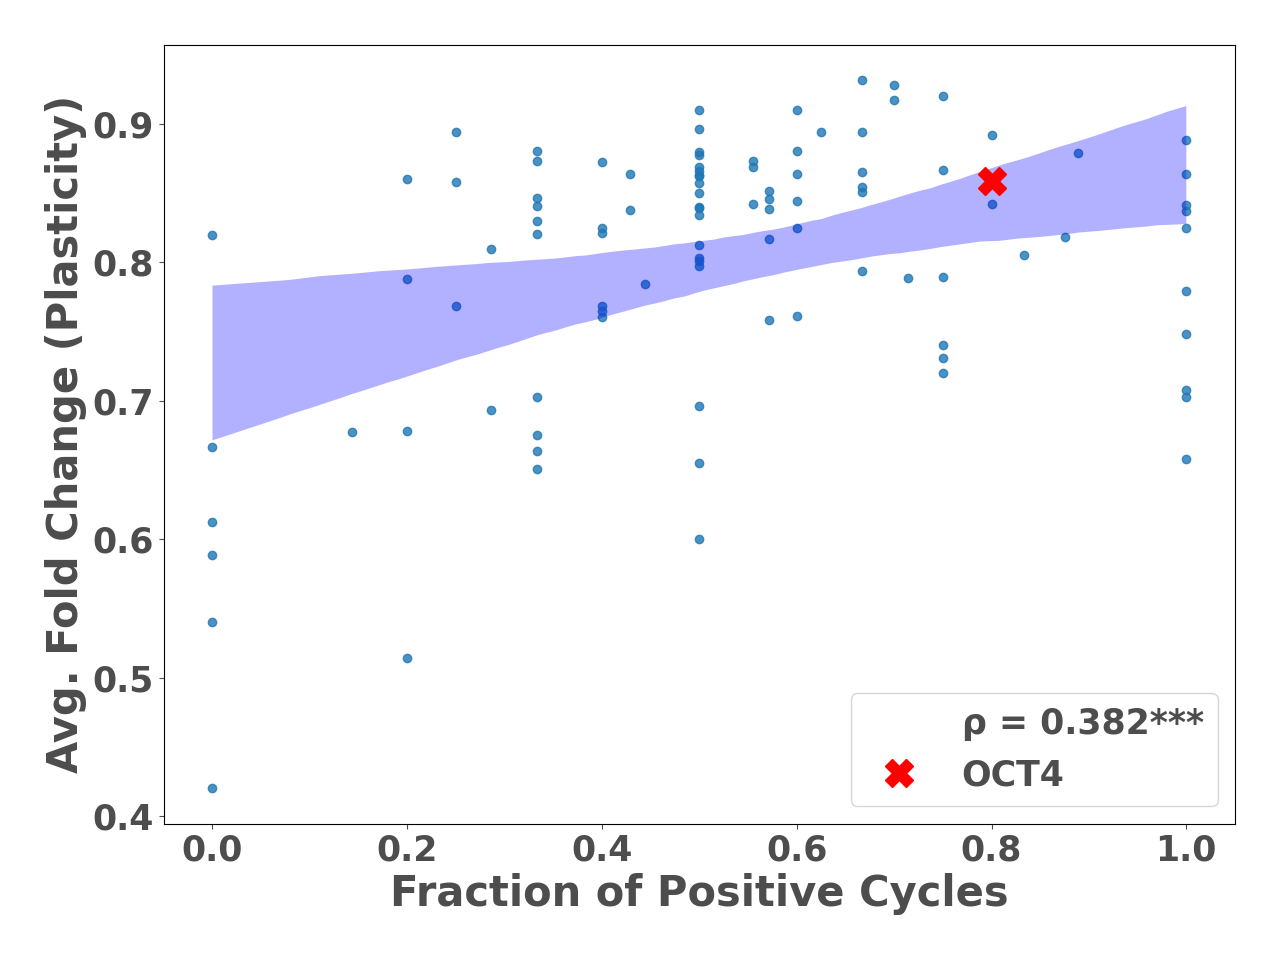 Avg. Fold Change (Plasticity)
0.9
0.8
0.7
0.6
0.5
0.4
ρ = 0.382***
OCT4
0.0 0.2 0.4 0.6 0.8 1.0
Fraction of Positive Cycles